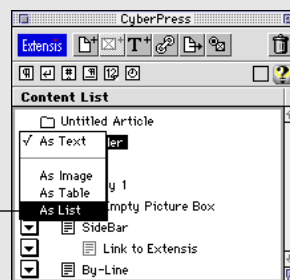 CyberPress
Extensis
T
12
?
Content List
Untitled Article
✓ As Text
ler
As Image
y 1
As Table
mpty Picture Box
As List
SideBar
Link to Extensis
By-Line